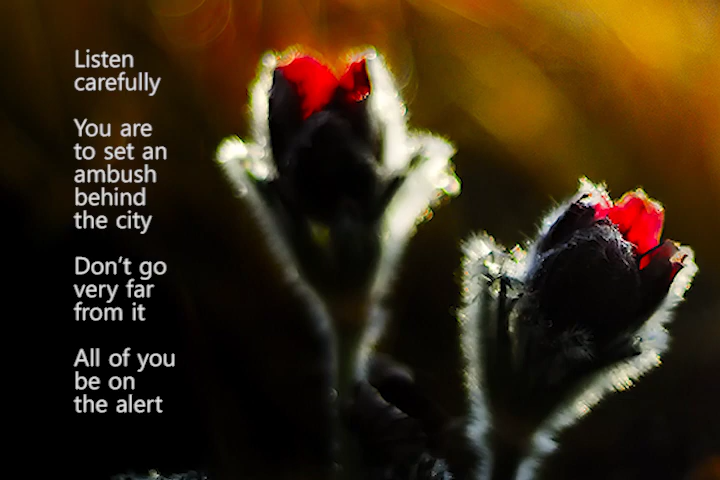 Listen
carefully
You are
to set an
ambush
behind
the city
Don't go
very far
from it
All of you
be on
the alert